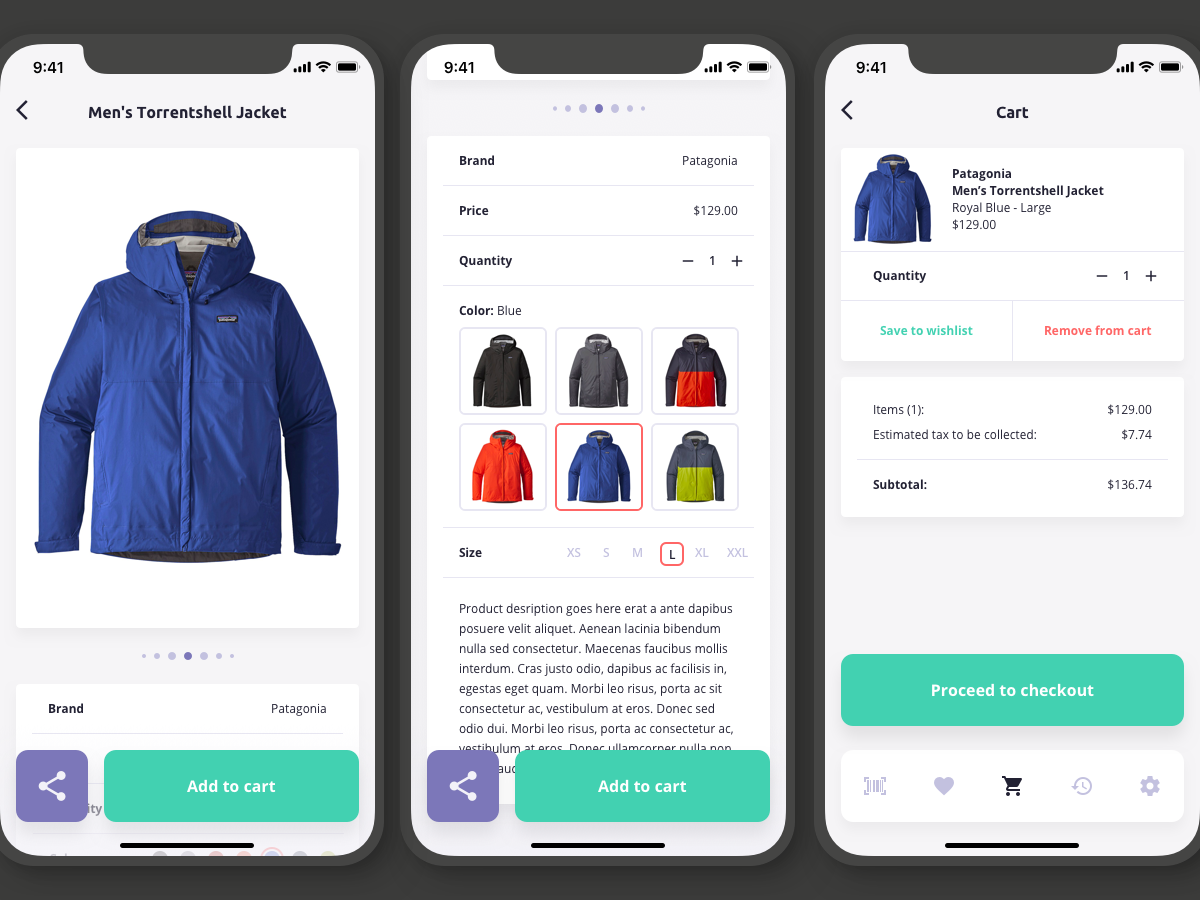 9:41
Men's Torrentshell Jacket
Brand
Patagonia
ity
Add to cart
9:41
Brand
Patagonia
Price
$129.00
Quantity
1
Color: Blue
Size
XS S M L XL XXL
Product desription goes here erat a ante dapibus
posuere velit aliquet. Aenean lacinia bibendum
nulla sed consectetur. Maecenas faucibus mollis
interdum. Cras justo odio, dapibus ac facilisis in,
egestas eget quam. Morbi leo risus, porta ac sit
consectetur ac, vestibulum at eros. Donec sed
odio dui. Morbi leo risus, porta ac consectetur ac,
vestibulum at eros. Donec ullamcorper nulla non
Add to cart
9:41
Cart
Patagonia
Men’s Torrentshell Jacket
Royal Blue - Large
$129.00
Quantity
1
Save to wishlist
Remove from cart
Items (1):
$129.00
Estimated tax to be collected:
$7.74
Subtotal:
$136.74
Proceed to checkout